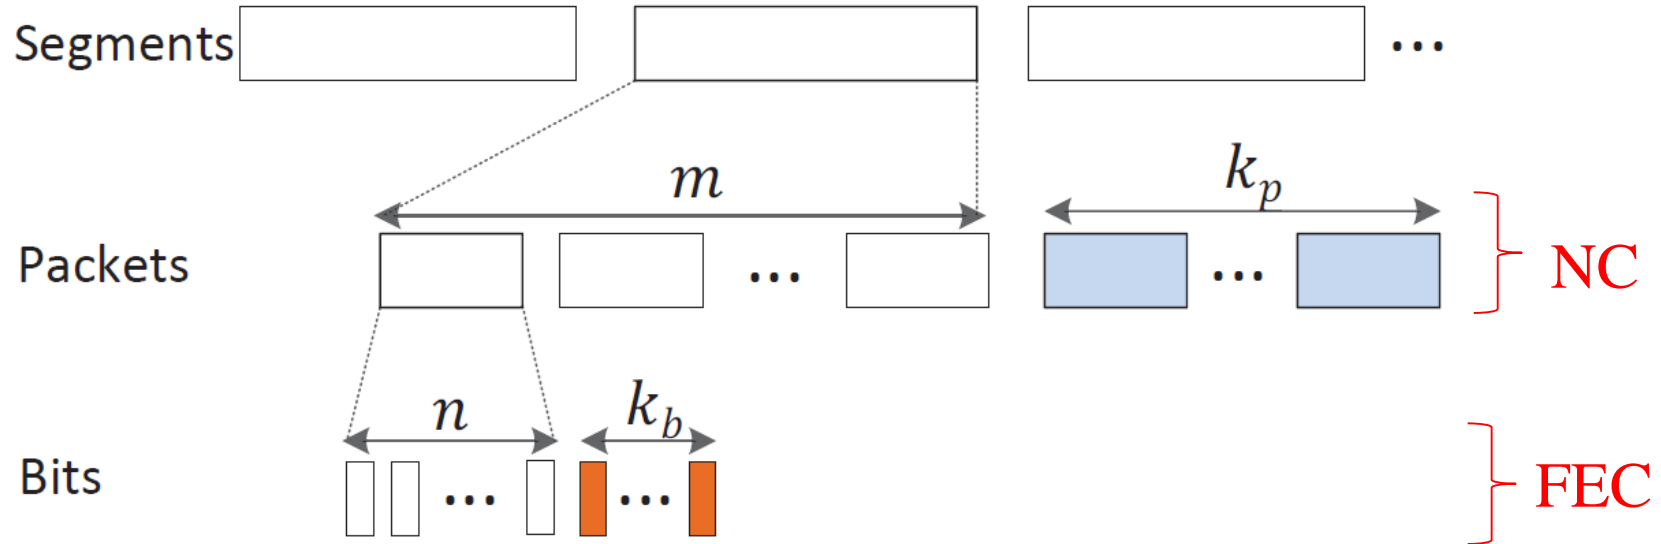 Segments ...
m k_p
Packets ... ... NC
n k_b
Bits ... ... FEC